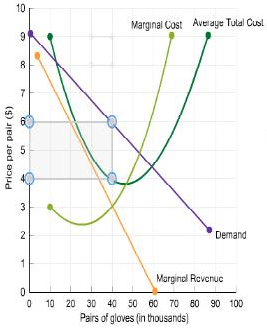 10
9
8
7
6
5
4
3
2
1
0
Price per pair ($)
Marginal Cost
Average Total Cost
Demand
Marginal Revenue
0 10 20 30 40 50 60 70 80 90 100
Pairs of gloves (in thousands)